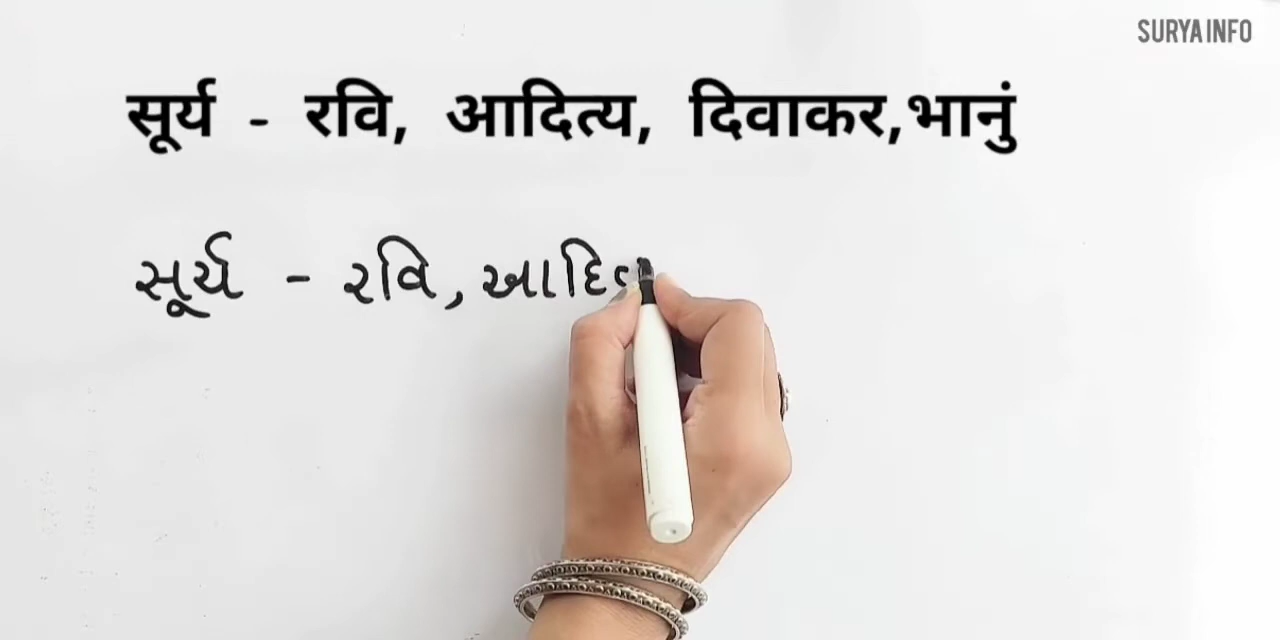 SURYA INFO
सूर्य - रवि, आदित्य, दिवाकर,भानुं
સૂર્ય - રવિ, આદિ